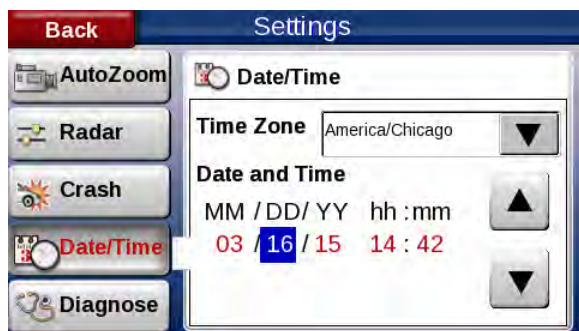 Back
Settings
AutoZoom
Radar
Crash
Date/Time
Diagnose
Date/Time
Time Zone America/Chicago
Date and Time
MM / DD / YY hh : mm
03 / 16 / 15 14 : 42